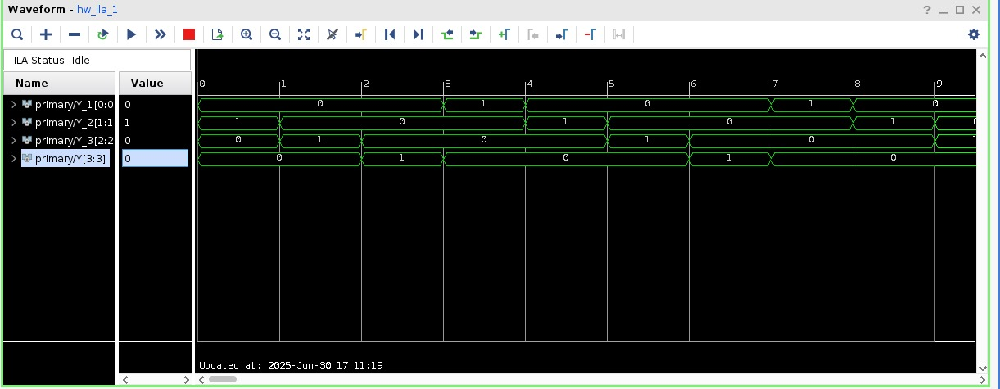 Waveform - hw_ila_1
?
ILA Status: Idle
Name Value
0 1 2 3 4 5 6 7 8 9
primary/Y_1[0:0] 0 0 1 0 1 0
primary/Y_2[1:1] 1 1 0 1 0 1 0
primary/Y_3[2:2] 0 0 1 0 1 0 1
primary/Y[3:3] 0 0 1 0 1 0
Updated at: 2025-Jun-30 17:11:19